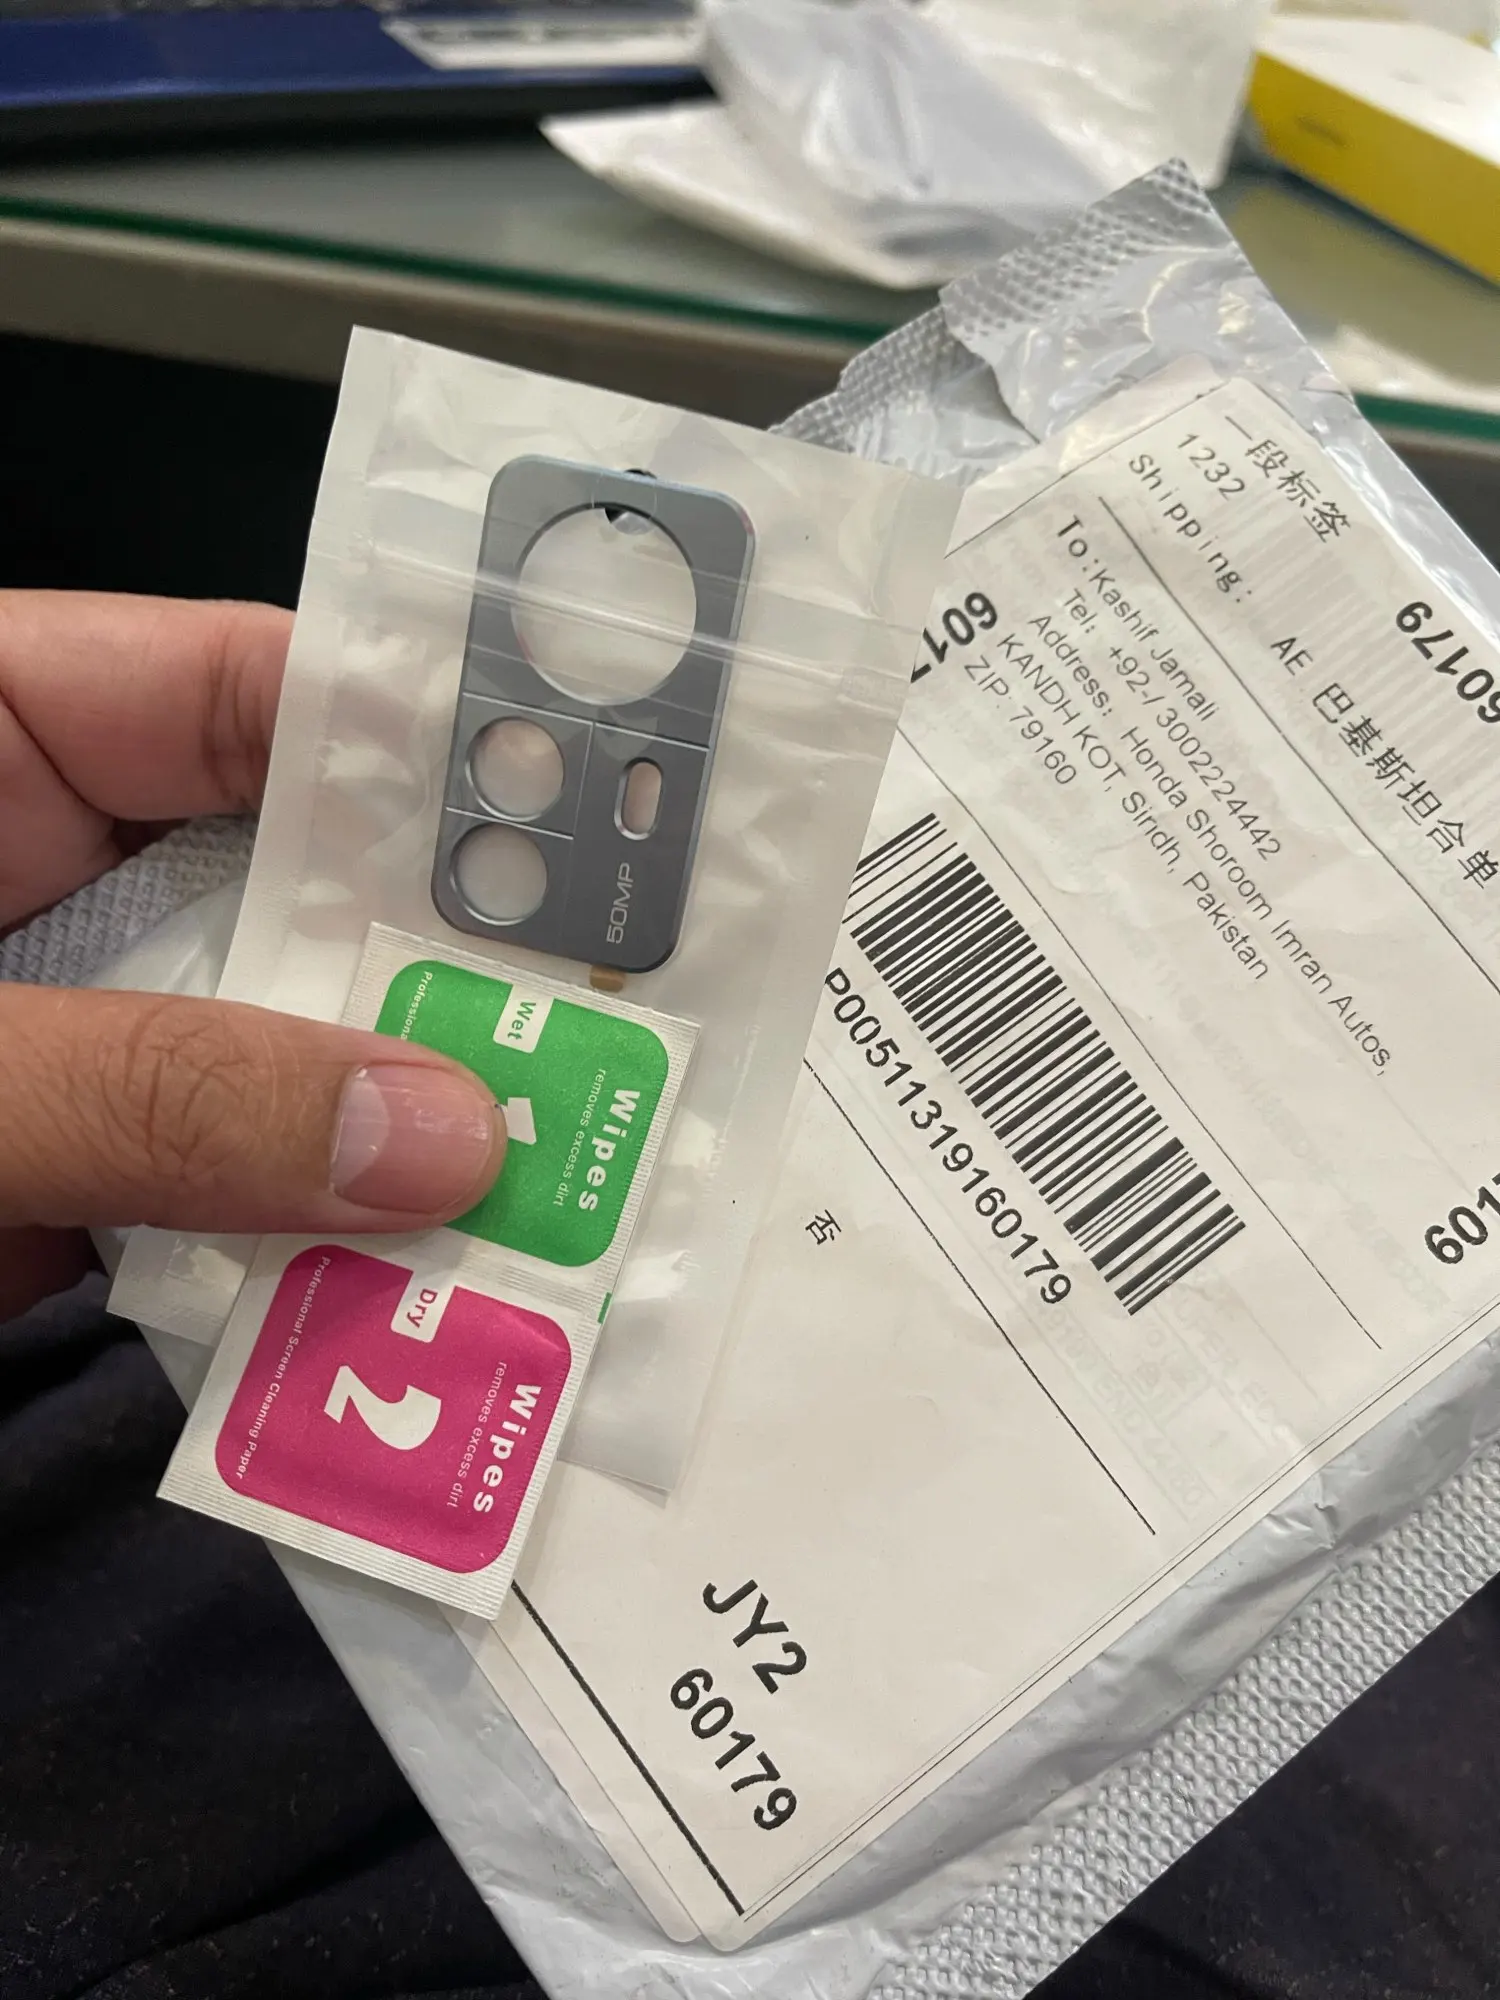 一段标签
1232
Shipping:
AE 巴基斯坦合单
60179
To:Kashif Jamali
Tel: +92-/ 3002224442
Address: Honda Shoroom Imran Autos,
KANDH KOT, Sindh, Pakistan
ZIP: 79160
P00511319160179
否
JY2
60179
50MP
Wet
1
Wipes
removes excess dirt
Professional
Dry
2
Wipes
removes excess dirt
Professional Screen Cleaning Paper